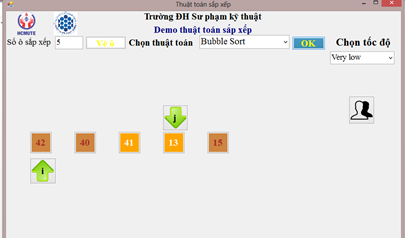 Thuật toán sắp xếp
Trường ĐH Sư phạm kỹ thuật
Demo thuật toán sắp xếp
HCMUTE
Số ô sắp xếp 5 Vẽ ô Chọn thuật toán Bubble Sort OK Chọn tốc độ
Very low
j
42 40 41 13 15
i